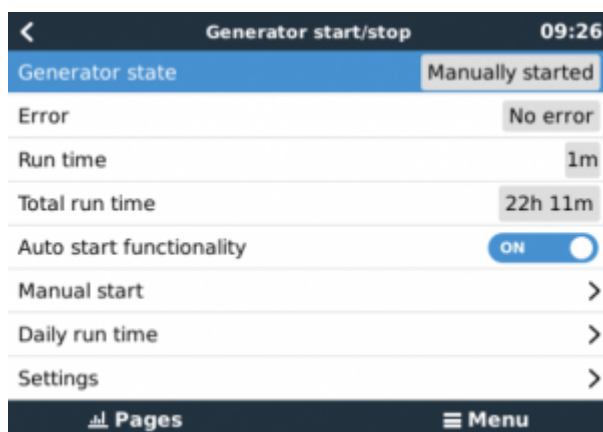 Generator start/stop 09:26
Generator state Manually started
Error No error
Run time 1m
Total run time 22h 11m
Auto start functionality ON
Manual start
Daily run time
Settings
Pages Menu